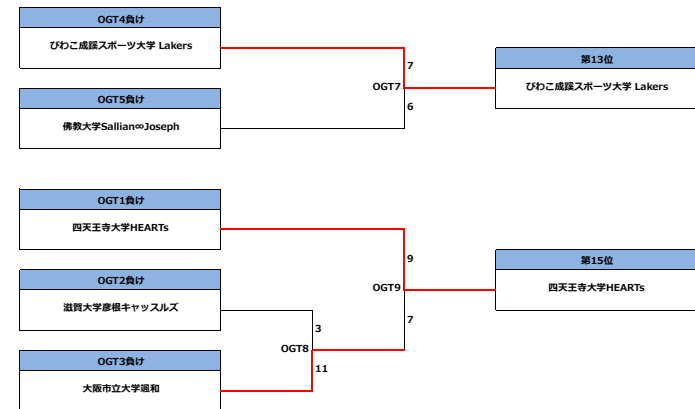 OGT4負け
びわこ成蹊スポーツ大学 Lakers
7
第13位
OGT7
びわこ成蹊スポーツ大学 Lakers
OGT5負け
6
佛教大学Sallian∞Joseph
OGT1負け
四天王寺大学HEARTs
9
第15位
OGT2負け
OGT9
四天王寺大学HEARTs
滋賀大学彦根キャッスルズ
7
3
OGT8
OGT3負け
11
大阪市立大学颯和